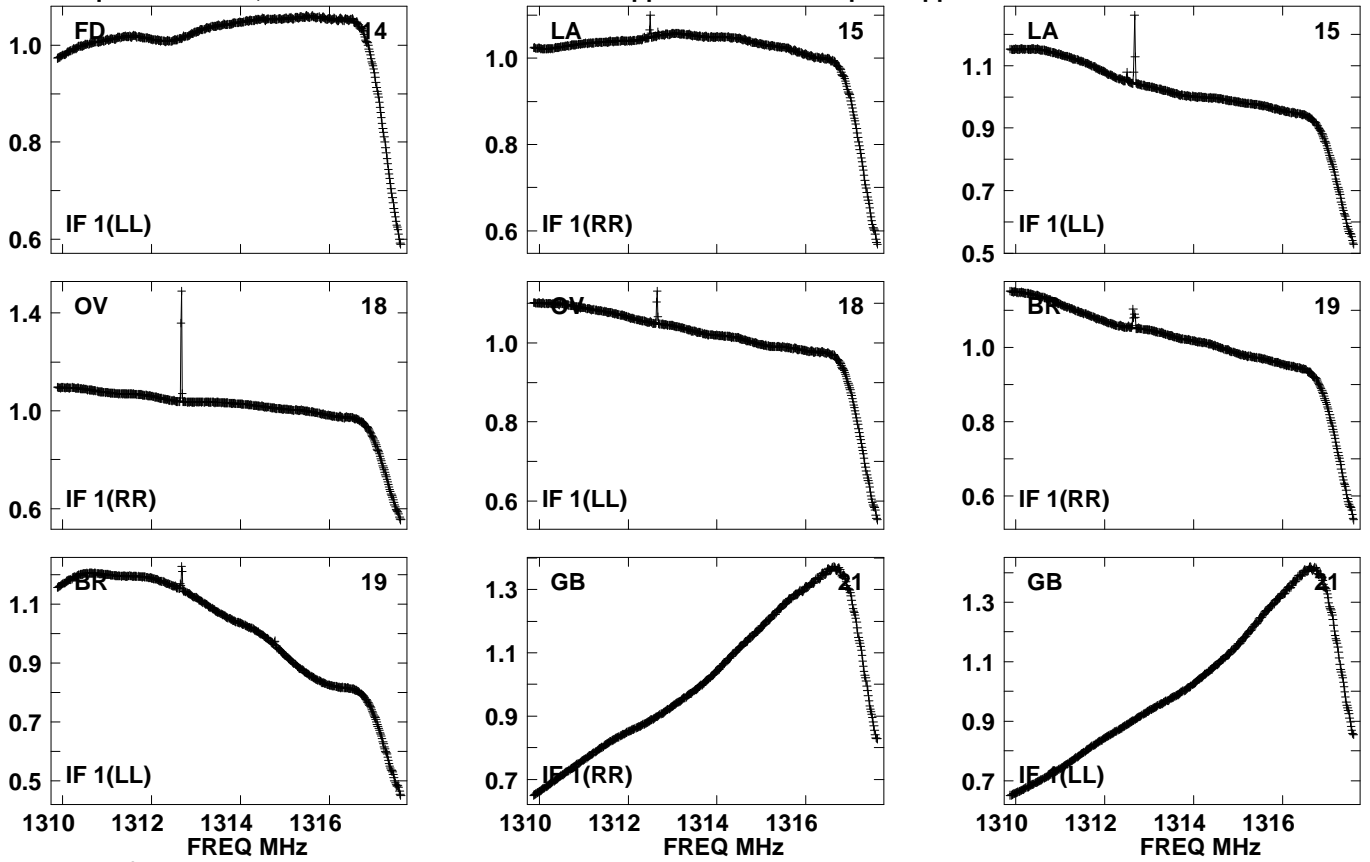 FD 14
1.0
0.8
0.6
IF 1(LL)
LA 15
1.0
0.8
0.6
IF 1(RR)
LA 15
1.1
0.9
0.7
0.5
IF 1(LL)
OV 18
1.4
1.0
0.6
IF 1(RR)
OV 18
1.0
0.8
0.6
IF 1(LL)
BR 19
1.0
0.8
0.6
IF 1(RR)
BR 19
1.1
0.9
0.7
0.5
IF 1(LL)
1310 1312 1314 1316
FREQ MHz
GB 21
1.3
1.1
0.9
0.7
IF 1(RR)
1310 1312 1314 1316
FREQ MHz
GB 21
1.3
1.1
0.9
0.7
IF 1(LL)
1310 1312 1314 1316
FREQ MHz